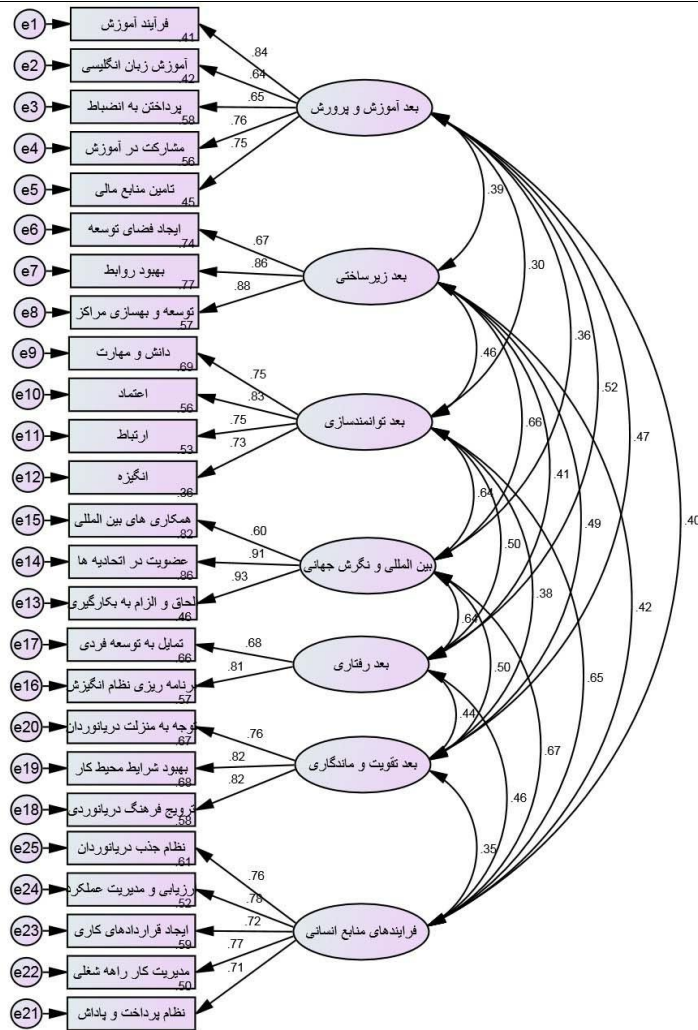 e1
فرآیند آموزش
.41
e2
آموزش زبان انگلیسی
.42
e3
پرداختن به انضباط
.58
e4
مشارکت در آموزش
.56
e5
تامین منابع مالی
.45
e6
ایجاد فضای توسعه
.74
e7
بهبود روابط
.77
e8
توسعه و بهسازی مراکز
.57
e9
دانش و مهارت
.69
e10
اعتماد
.56
e11
ارتباط
.53
e12
انگیزه
.36
e15
همکاری های بین المللی
.82
e14
عضویت در اتحادیه ها
.86
e13
لحاق و الزام به بکارگیری
.46
e17
تمایل به توسعه فردی
.66
e16
رنامه ریزی نظام انگیزش
.57
e20
توجه به منزلت دریانوردان
.67
e19
بهبود شرایط محیط کار
.68
e18
ترویج فرهنگ دریانوردی
.58
e25
نظام جذب دریانوردان
.61
e24
رزیابی و مدیریت عملکرد
.52
e23
ایجاد قراردادهای کاری
.59
e22
مدیریت کار راهه شغلی
.50
e21
نظام پرداخت و پاداش
.84
.64
.65
.76
.75
بعد آموزش و پرورش
.67
.86
.88
بعد زیرساختی
.75
.83
.75
.73
بعد توانمندسازی
.60
.91
.93
بین المللی و نگرش جهانی
.68
.81
بعد رفتاری
.76
.82
.82
بعد تقویت و ماندگاری
.76
.78
.72
.77
.71
فرایندهای منابع انسانی
.39
.30
.36
.46
.52
.66
.47
.41
.64
.49
.40
.50
.38
.42
.64
.50
.65
.44
.67
.46
.35